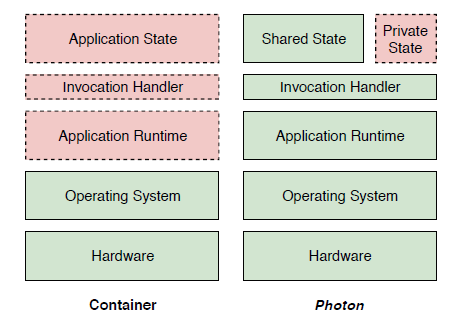 Application State
Invocation Handler
Application Runtime
Operating System
Hardware
Container
Shared State
Private
State
Invocation Handler
Application Runtime
Operating System
Hardware
Photon